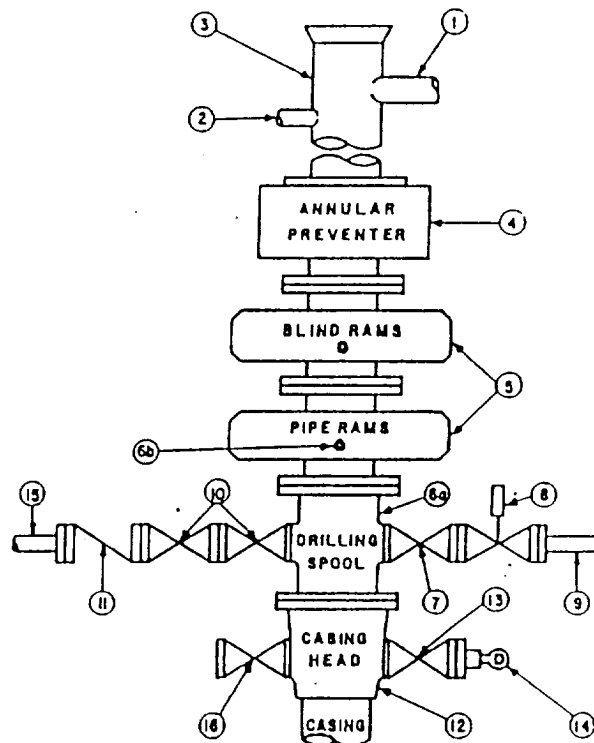 1
3
2
ANNULAR
PREVENTER
4
BLIND RAMS
5
PIPE RAMS
6b
15
10
6a
8
DRILLING
SPOOL
11
7
13
9
CASING
HEAD
16
12
14
CASING